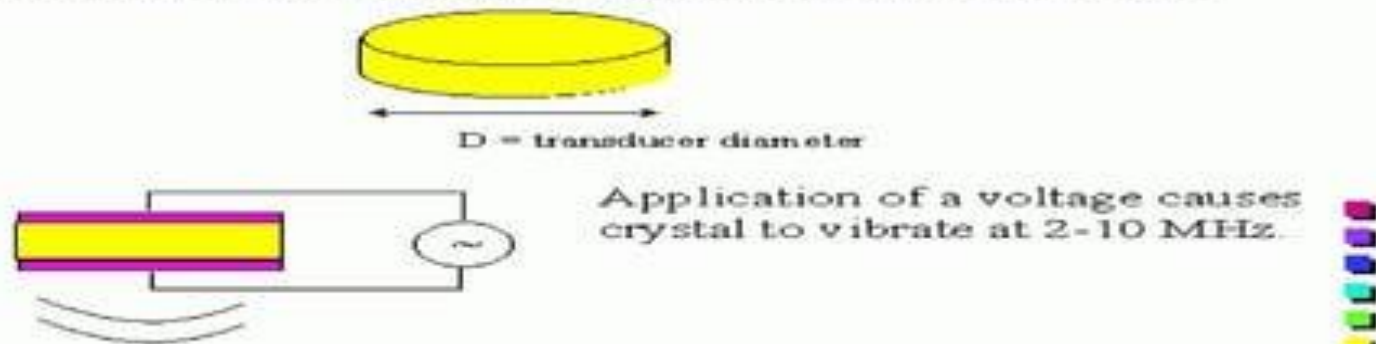 D = transducer diameter
~
Application of a voltage causes
crystal to vibrate at 2-10 MHz.